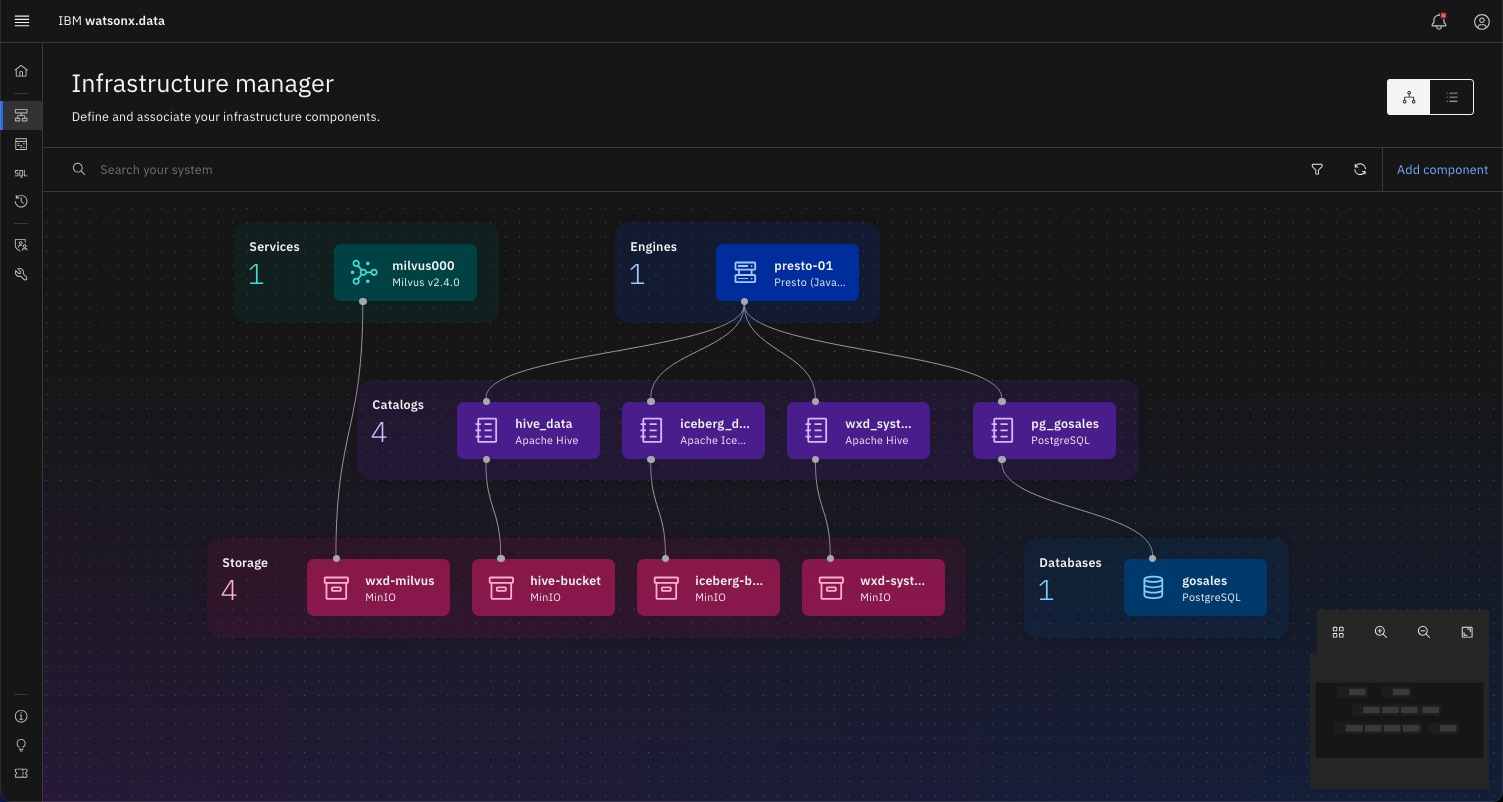 IBM watsonx.data
Infrastructure manager
Define and associate your infrastructure components.
Search your system
Add component
SQL
Services
1
milvus000
Milvus v2.4.0
Engines
1
presto-01
Presto (Java...
Catalogs
4
hive_data
Apache Hive
iceberg_d...
Apache Ice...
wxd_syst...
Apache Hive
pg_gosales
PostgreSQL
Storage
4
wxd-milvus
MinIO
hive-bucket
MinIO
iceberg-b...
MinIO
wxd-syst...
MinIO
Databases
1
gosales
PostgreSQL